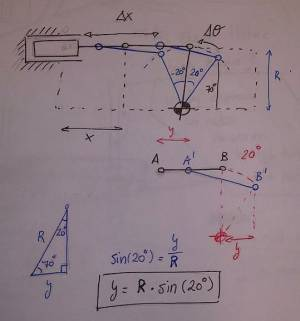 Δx
Δθ
-20° 20°
R
70°
x
y
A A' B 20°
B'
R 20°
70°
y
y
sin(20°) = y/R
y = R · sin(20°)